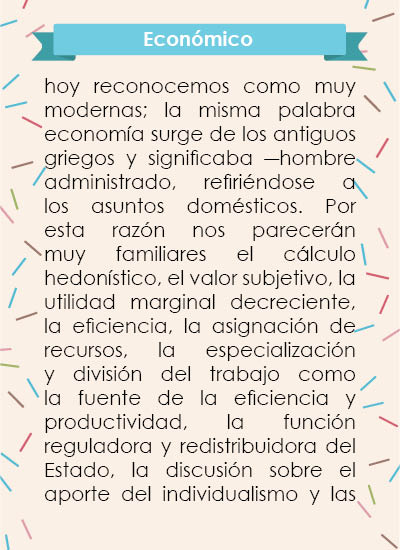 Económico
hoy reconocemos como muy
modernas; la misma palabra
economía surge de los antiguos
griegos y significaba —hombre
administrado, refiriéndose a
los asuntos domésticos. Por
esta razón nos parecerán
muy familiares el cálculo
hedonístico, el valor subjetivo, la
utilidad marginal decreciente,
la eficiencia, la asignación de
recursos, la especialización
y división del trabajo como
la fuente de la eficiencia y
productividad, la función
reguladora y redistribuidora del
Estado, la discusión sobre el
aporte del individualismo y las